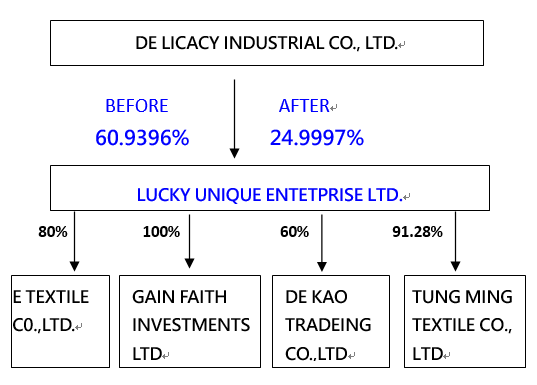 DE LICACY INDUSTRIAL CO., LTD.
BEFORE AFTER
60.9396% 24.9997%
LUCKY UNIQUE ENTETPRISE LTD.
80% 100% 60% 91.28%
E TEXTILE
C0.,LTD.
GAIN FAITH
INVESTMENTS
LTD
DE KAO
TRADEING
CO.,LTD
TUNG MING
TEXTILE CO.,
LTD